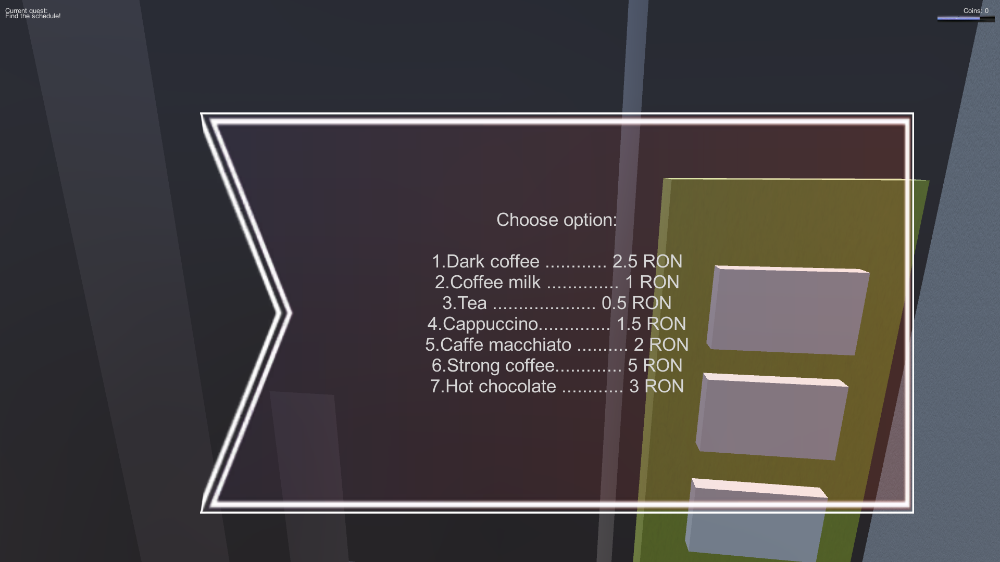 Current quest:
Find the schedule!
Coins: 0
Choose option:
1.Dark coffee ............ 2.5 RON
2.Coffee milk .............. 1 RON
3.Tea .................... 0.5 RON
4.Cappuccino.............. 1.5 RON
5.Caffe macchiato .......... 2 RON
6.Strong coffee............. 5 RON
7.Hot chocolate ............ 3 RON